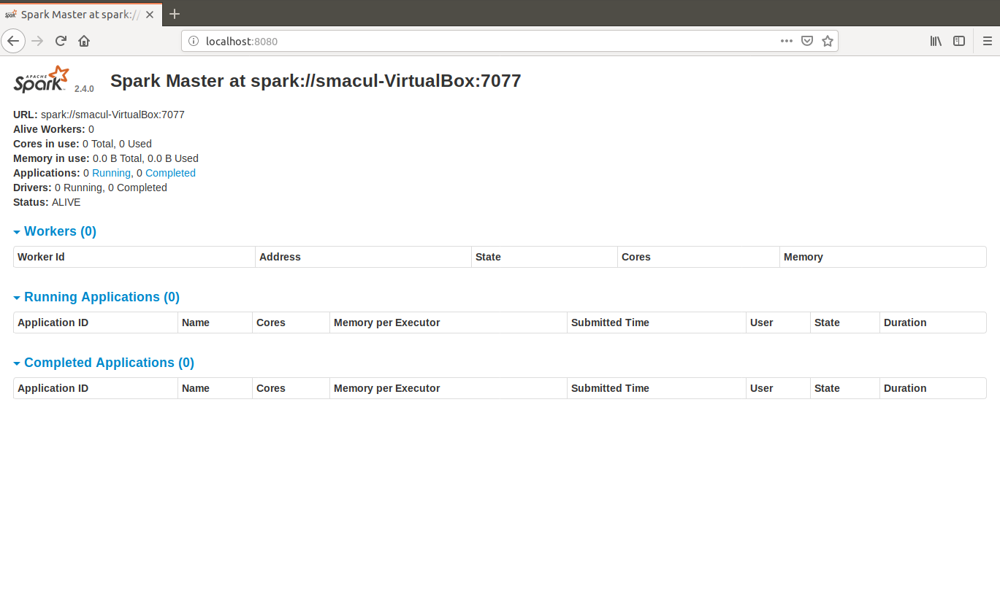 Spark Master at spark://
localhost:8080
APACHE
Spark 2.4.0 Spark Master at spark://smacul-VirtualBox:7077
URL: spark://smacul-VirtualBox:7077
Alive Workers: 0
Cores in use: 0 Total, 0 Used
Memory in use: 0.0 B Total, 0.0 B Used
Applications: 0 Running, 0 Completed
Drivers: 0 Running, 0 Completed
Status: ALIVE
Workers (0)
Worker Id Address State Cores Memory
Running Applications (0)
Application ID Name Cores Memory per Executor Submitted Time User State Duration
Completed Applications (0)
Application ID Name Cores Memory per Executor Submitted Time User State Duration